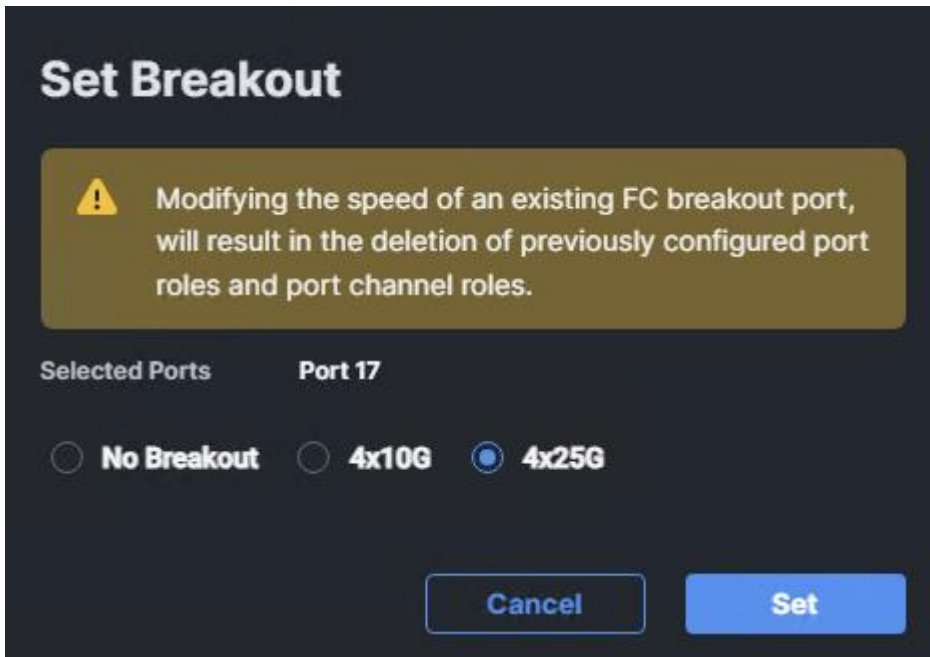 Set Breakout
Modifying the speed of an existing FC breakout port,
will result in the deletion of previously configured port
roles and port channel roles.
Selected Ports Port 17
No Breakout 4x10G 4x25G
Cancel Set